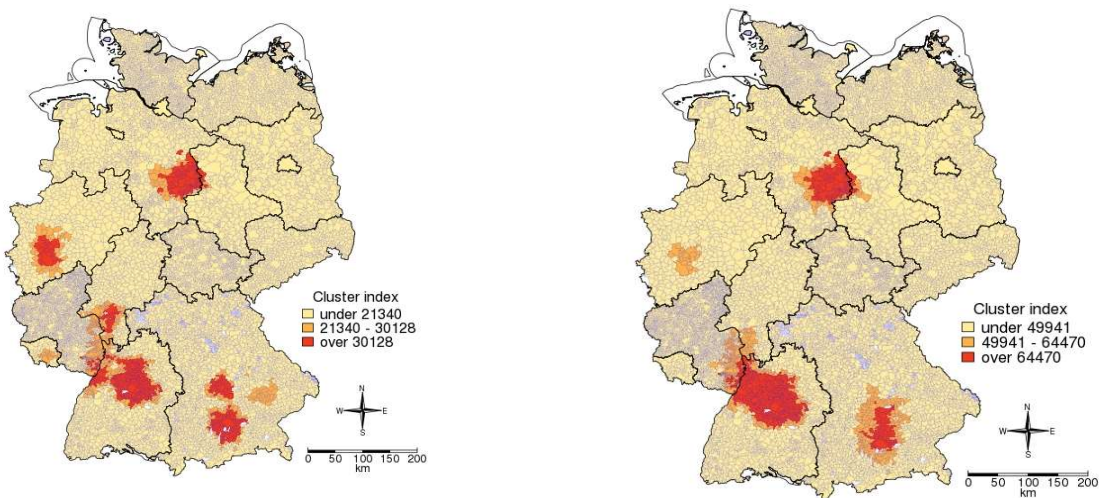 Cluster index
under 21340
21340 - 30128
over 30128
N
W E
S
0 50 100 150 200
km
Cluster index
under 49941
49941 - 64470
over 64470
N
W E
S
0 50 100 150 200
km